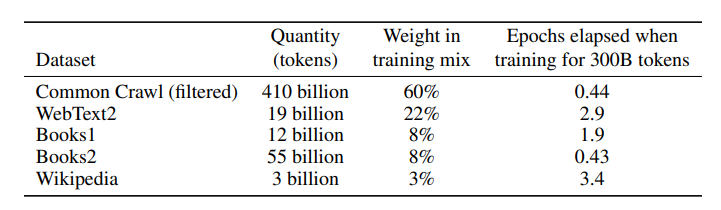 Quantity Weight in Epochs elapsed when
Dataset (tokens) training mix training for 300B tokens
Common Crawl (filtered) 410 billion 60% 0.44
WebText2 19 billion 22% 2.9
Books1 12 billion 8% 1.9
Books2 55 billion 8% 0.43
Wikipedia 3 billion 3% 3.4